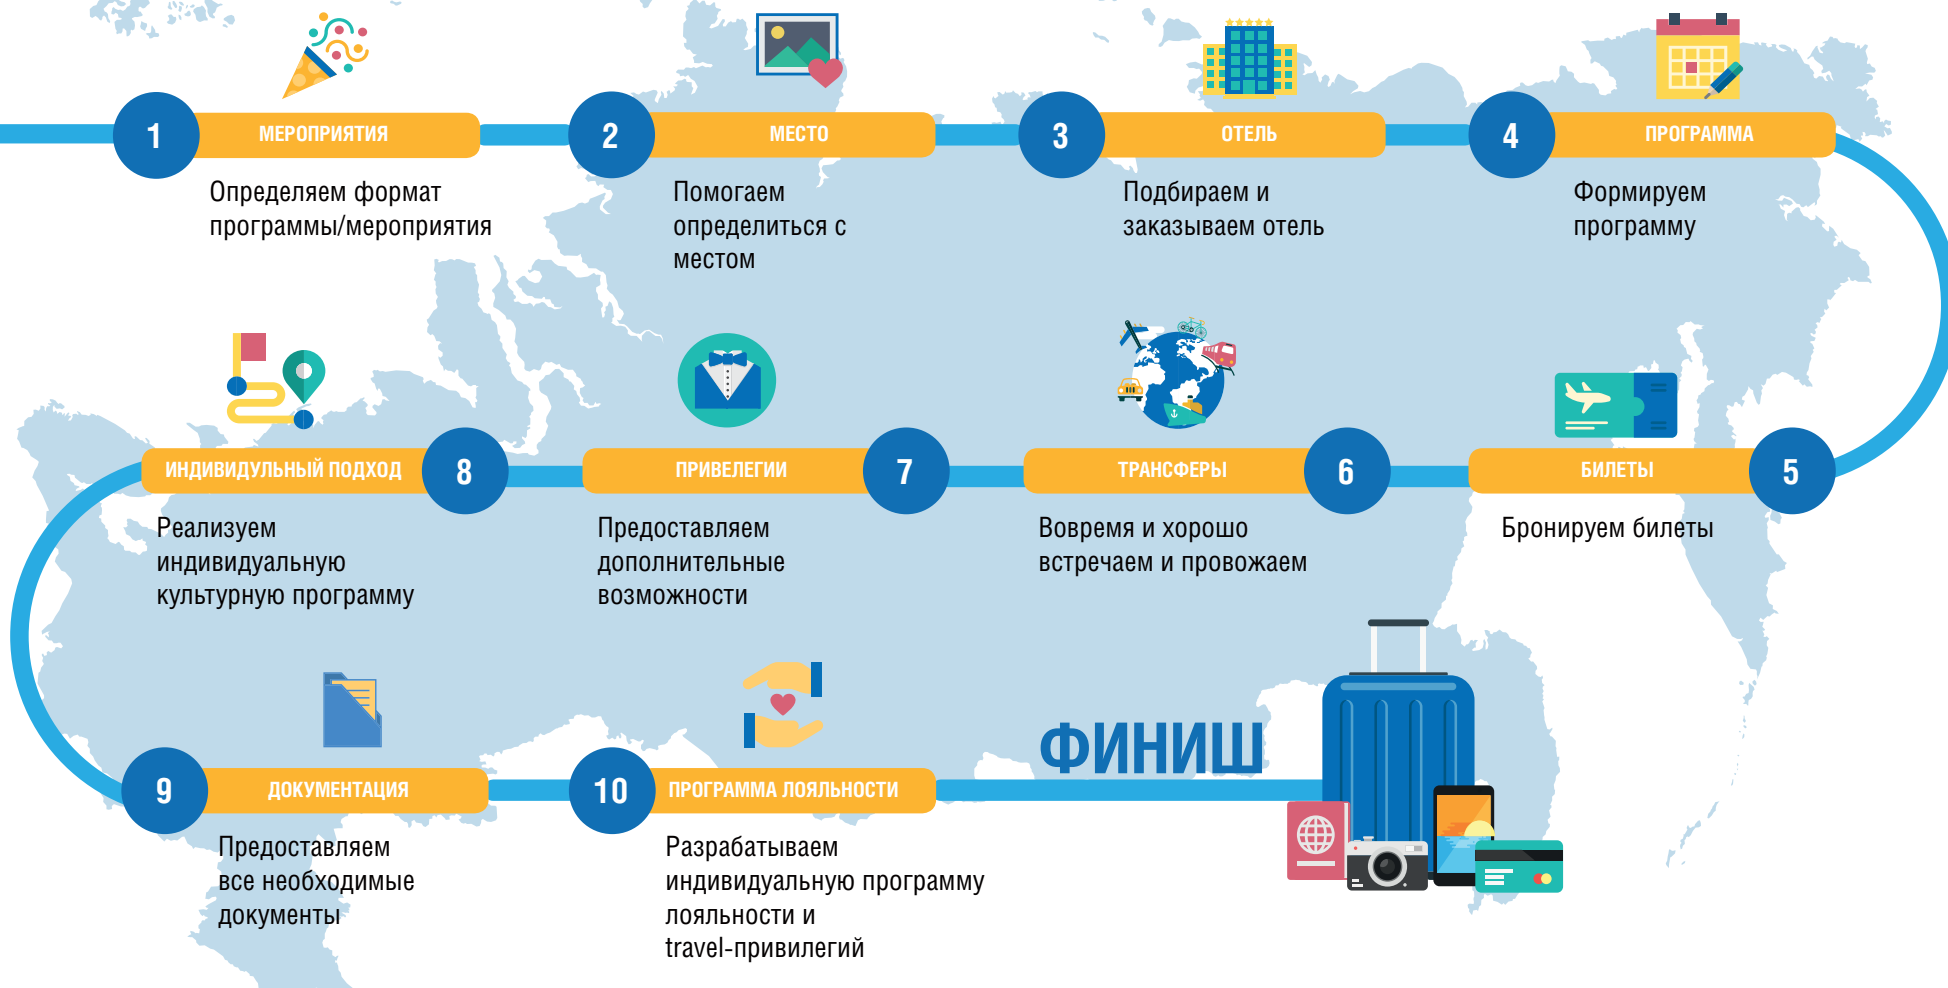 1
МЕРОПРИЯТИЯ
Определяем формат
программы/мероприятия
2
МЕСТО
Помогаем
определиться с
местом
3
ОТЕЛЬ
Подбираем и
заказываем отель
4
ПРОГРАММА
Формируем
программу
5
БИЛЕТЫ
Бронируем билеты
6
ТРАНСФЕРЫ
Вовремя и хорошо
встречаем и провожаем
7
ПРИВЕЛЕГИИ
Предоставляем
дополнительные
возможности
8
ИНДИВИДУЛЬНЫЙ ПОДХОД
Реализуем
индивидуальную
культурную программу
9
ДОКУМЕНТАЦИЯ
Предоставляем
все необходимые
документы
10
ПРОГРАММА ЛОЯЛЬНОСТИ
Разрабатываем
индивидуальную программу
лояльности и
travel-привилегий
ФИНИШ